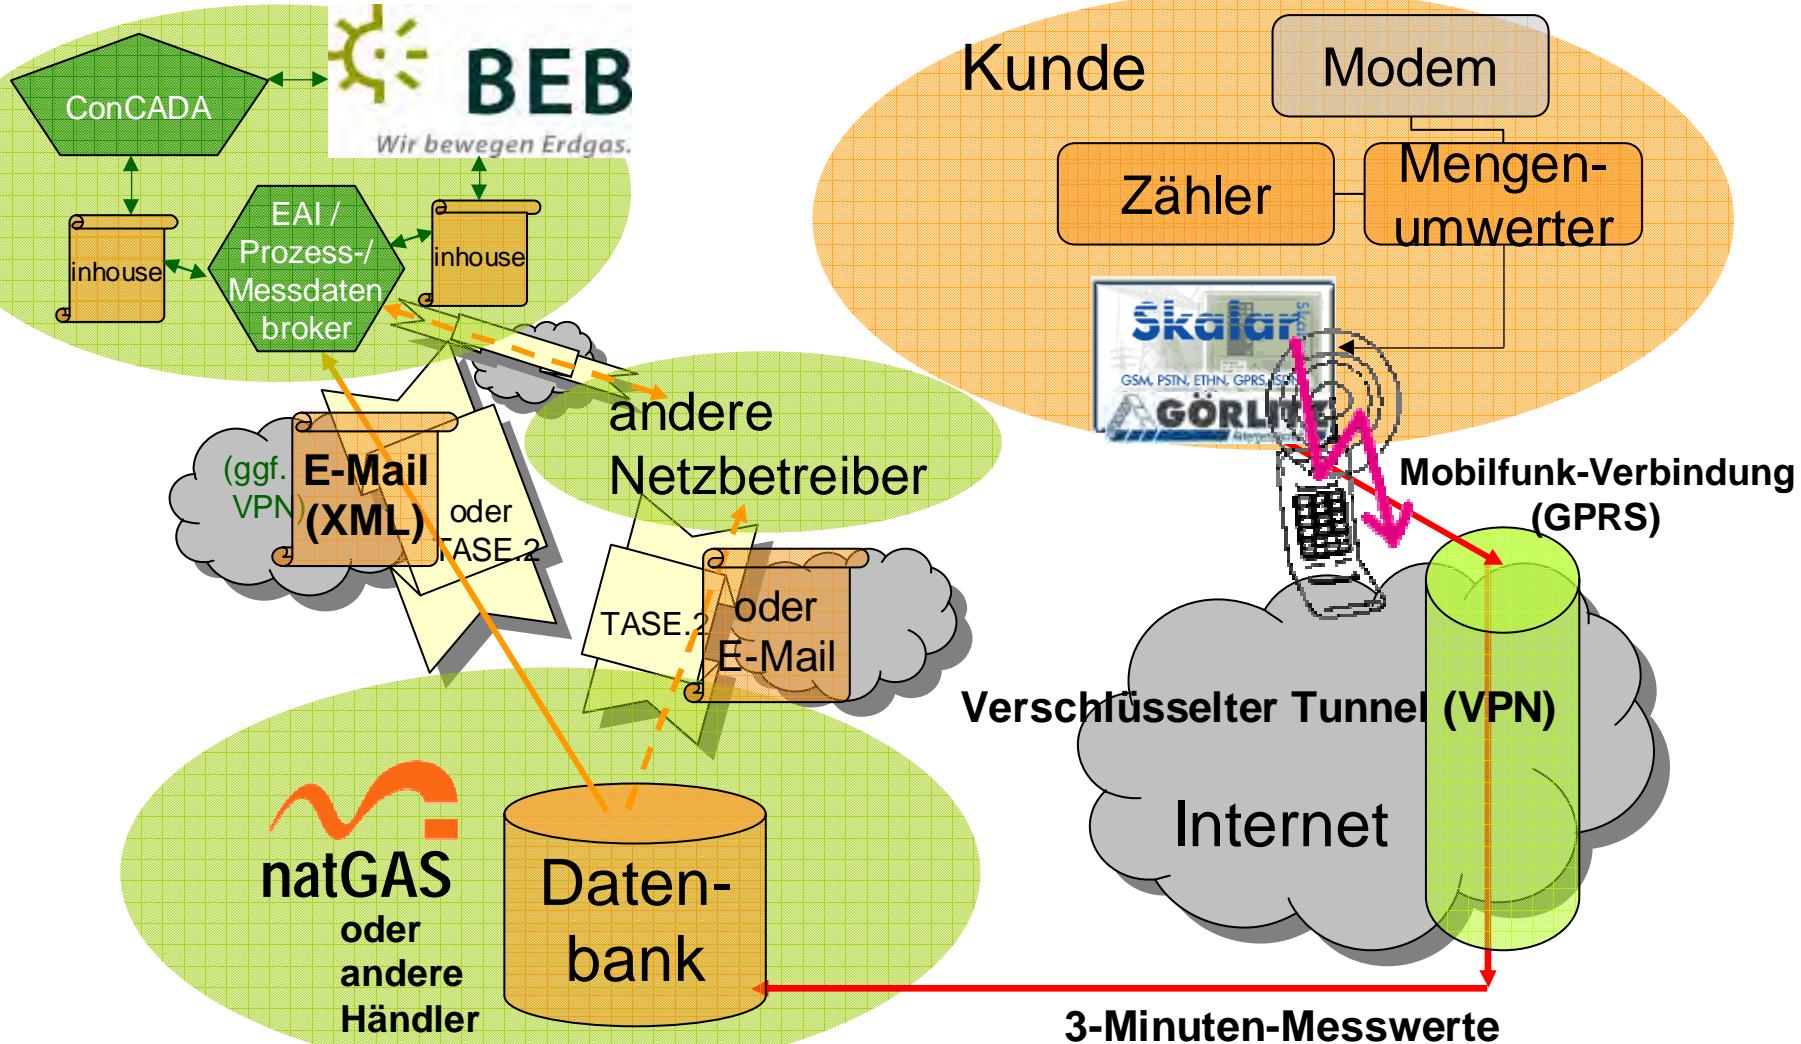 BEB
Wir bewegen Erdgas.
ConCADA
inhouse
EAI /
Prozess-/
Messdaten
broker
inhouse
Kunde
Modem
Zähler
Mengen-
umwerter
Skalar
GSM, PSTN, ETHN, GPRS, ISDN
GÖRLITZ
andere
Netzbetreiber
(ggf.
VPN)
E-Mail
(XML)
oder
TASE.2
TASE.2
oder
E-Mail
Mobilfunk-Verbindung
(GPRS)
Verschlüsselter Tunnel (VPN)
Internet
natGAS
oder
andere
Händler
Daten-
bank
3-Minuten-Messwerte